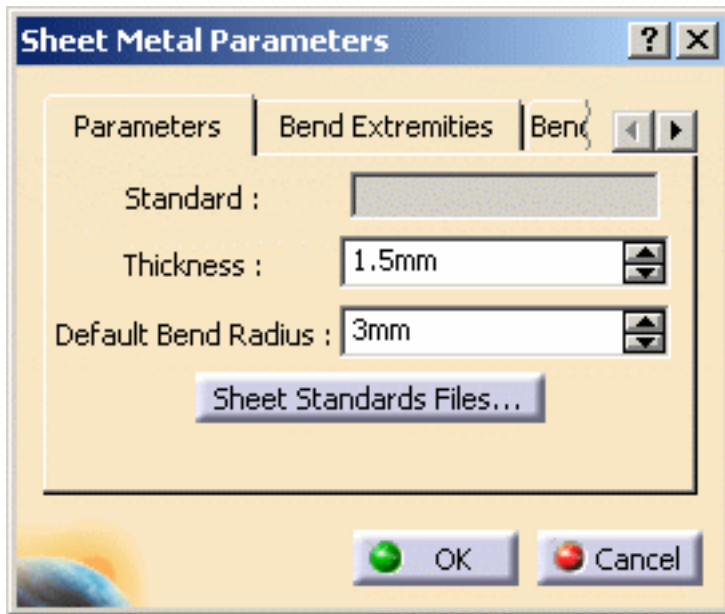 Sheet Metal Parameters
Parameters Bend Extremities Bend
Standard :
Thickness : 1.5mm
Default Bend Radius : 3mm
Sheet Standards Files...
OK Cancel